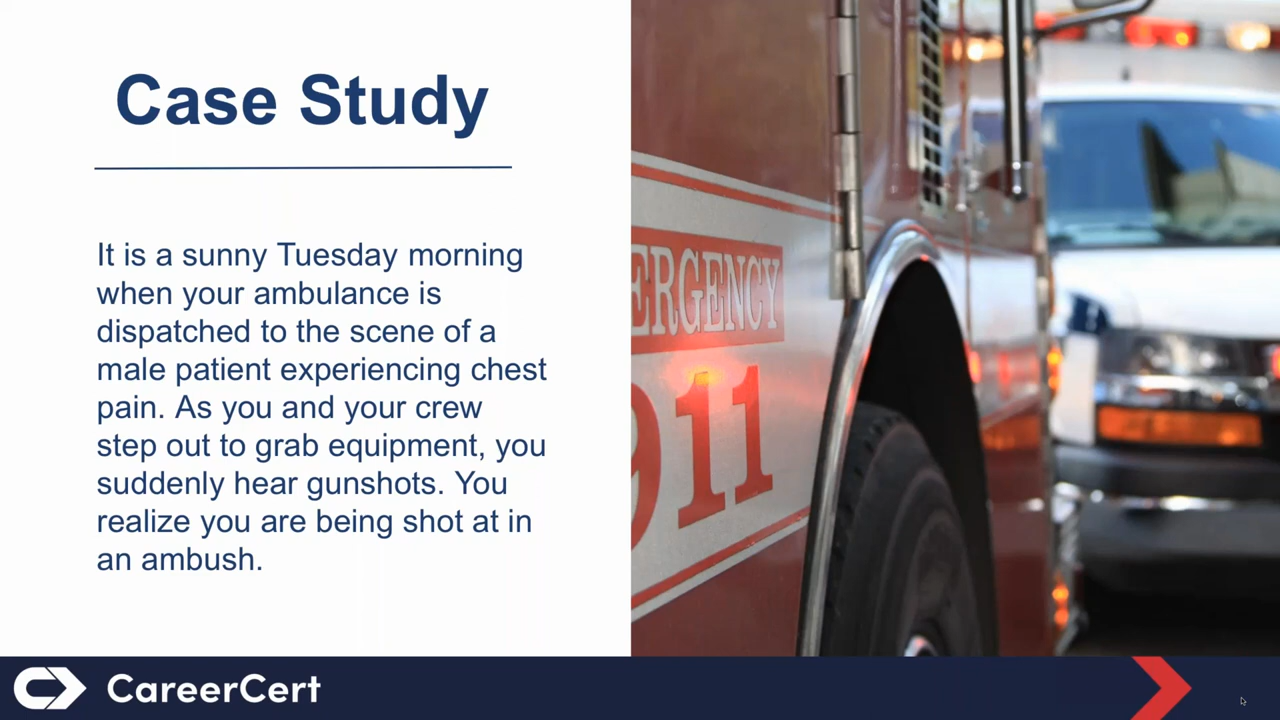 Case Study
It is a sunny Tuesday morning
when your ambulance is
dispatched to the scene of a
male patient experiencing chest
pain. As you and your crew
step out to grab equipment, you
suddenly hear gunshots. You
realize you are being shot at in
an ambush.
ERGENCY
911
CareerCert